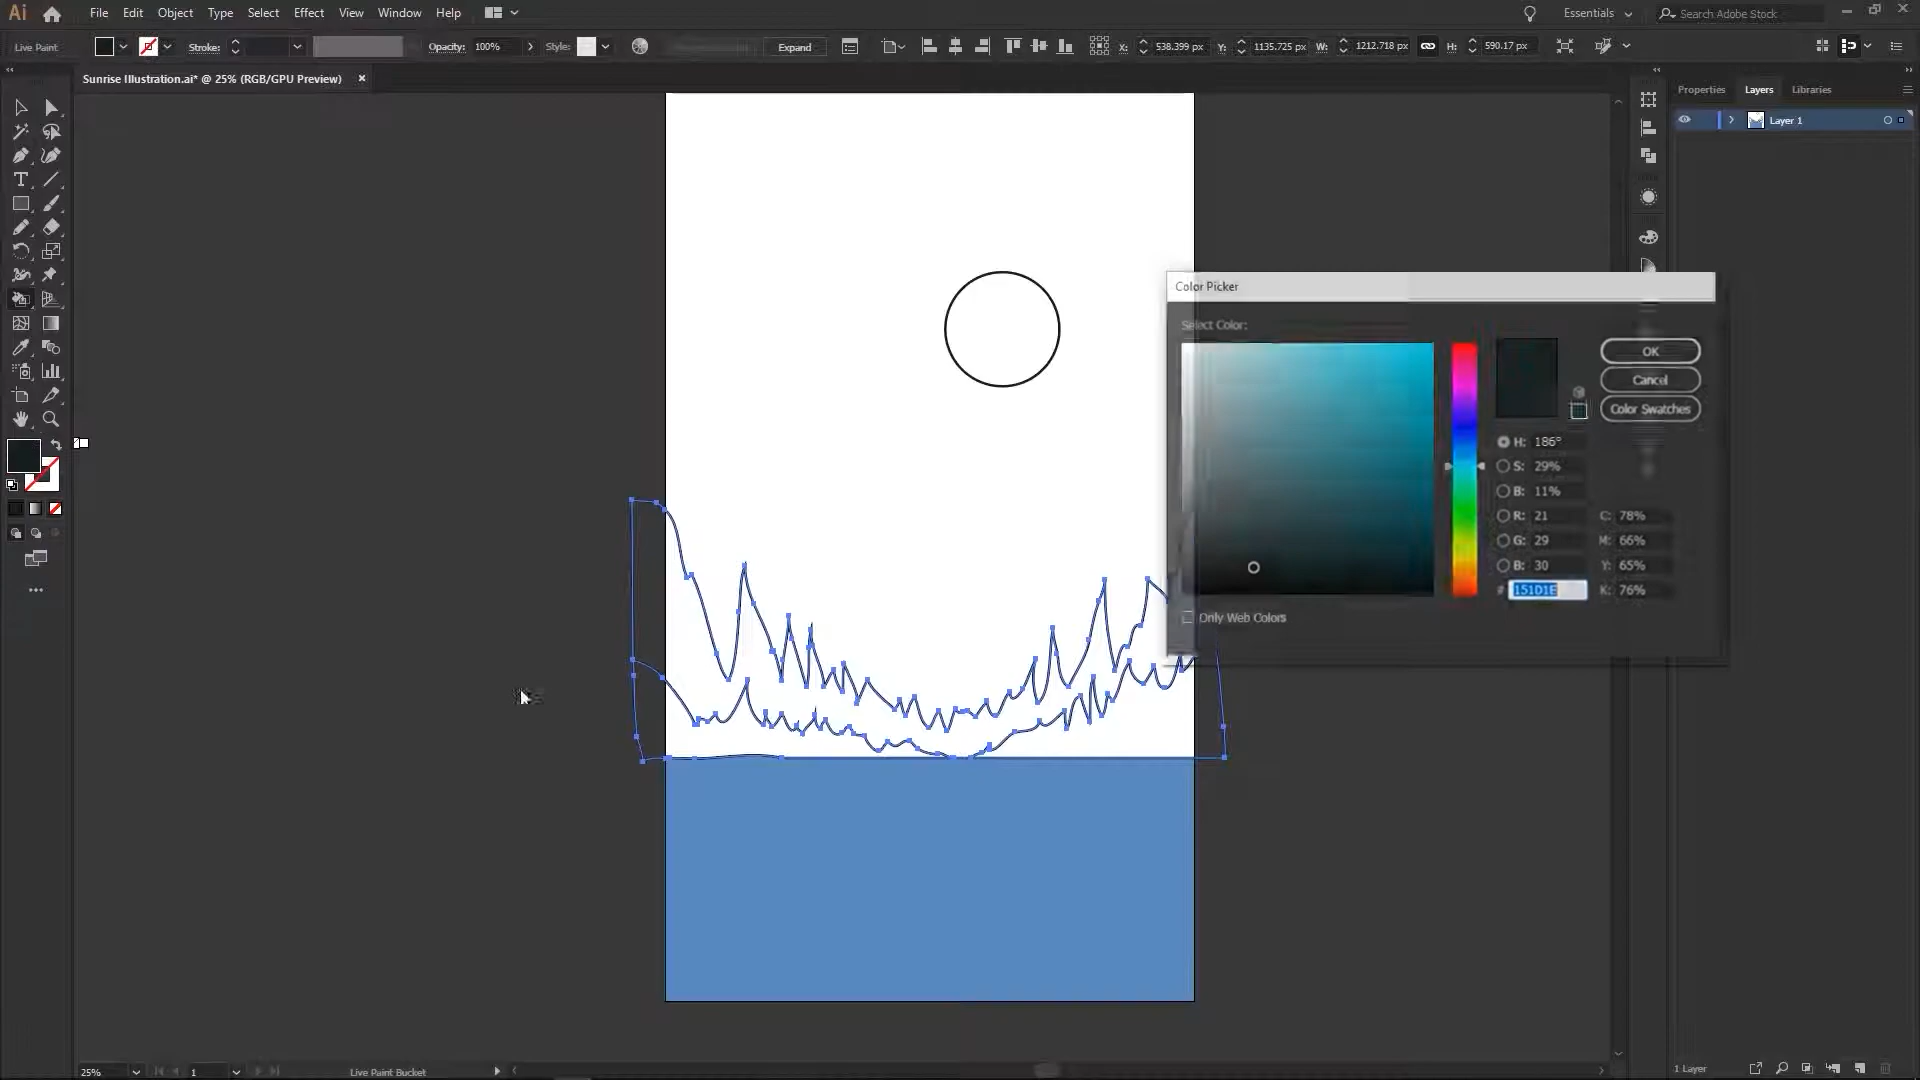 Ai File Edit Object Type Select Effect View Window Help Essentials Search Adobe Stock
Live Paint Stroke: Opacity: 100% Style: Expand X: 538.399 px Y: 1135.725 px W: 1212.718 px H: 590.17 px
Sunrise Illustration.ai* @ 25% (RGB/GPU Preview)
Properties Layers Libraries
Layer 1
Color Picker
Select Color:
OK
Cancel
Color Swatches
H: 186°
S: 29%
B: 11%
R: 21 C: 78%
G: 29 M: 66%
B: 30 Y: 65%
# 151D1E K: 76%
Only Web Colors
25% 1 Live Paint Bucket 1 Layer